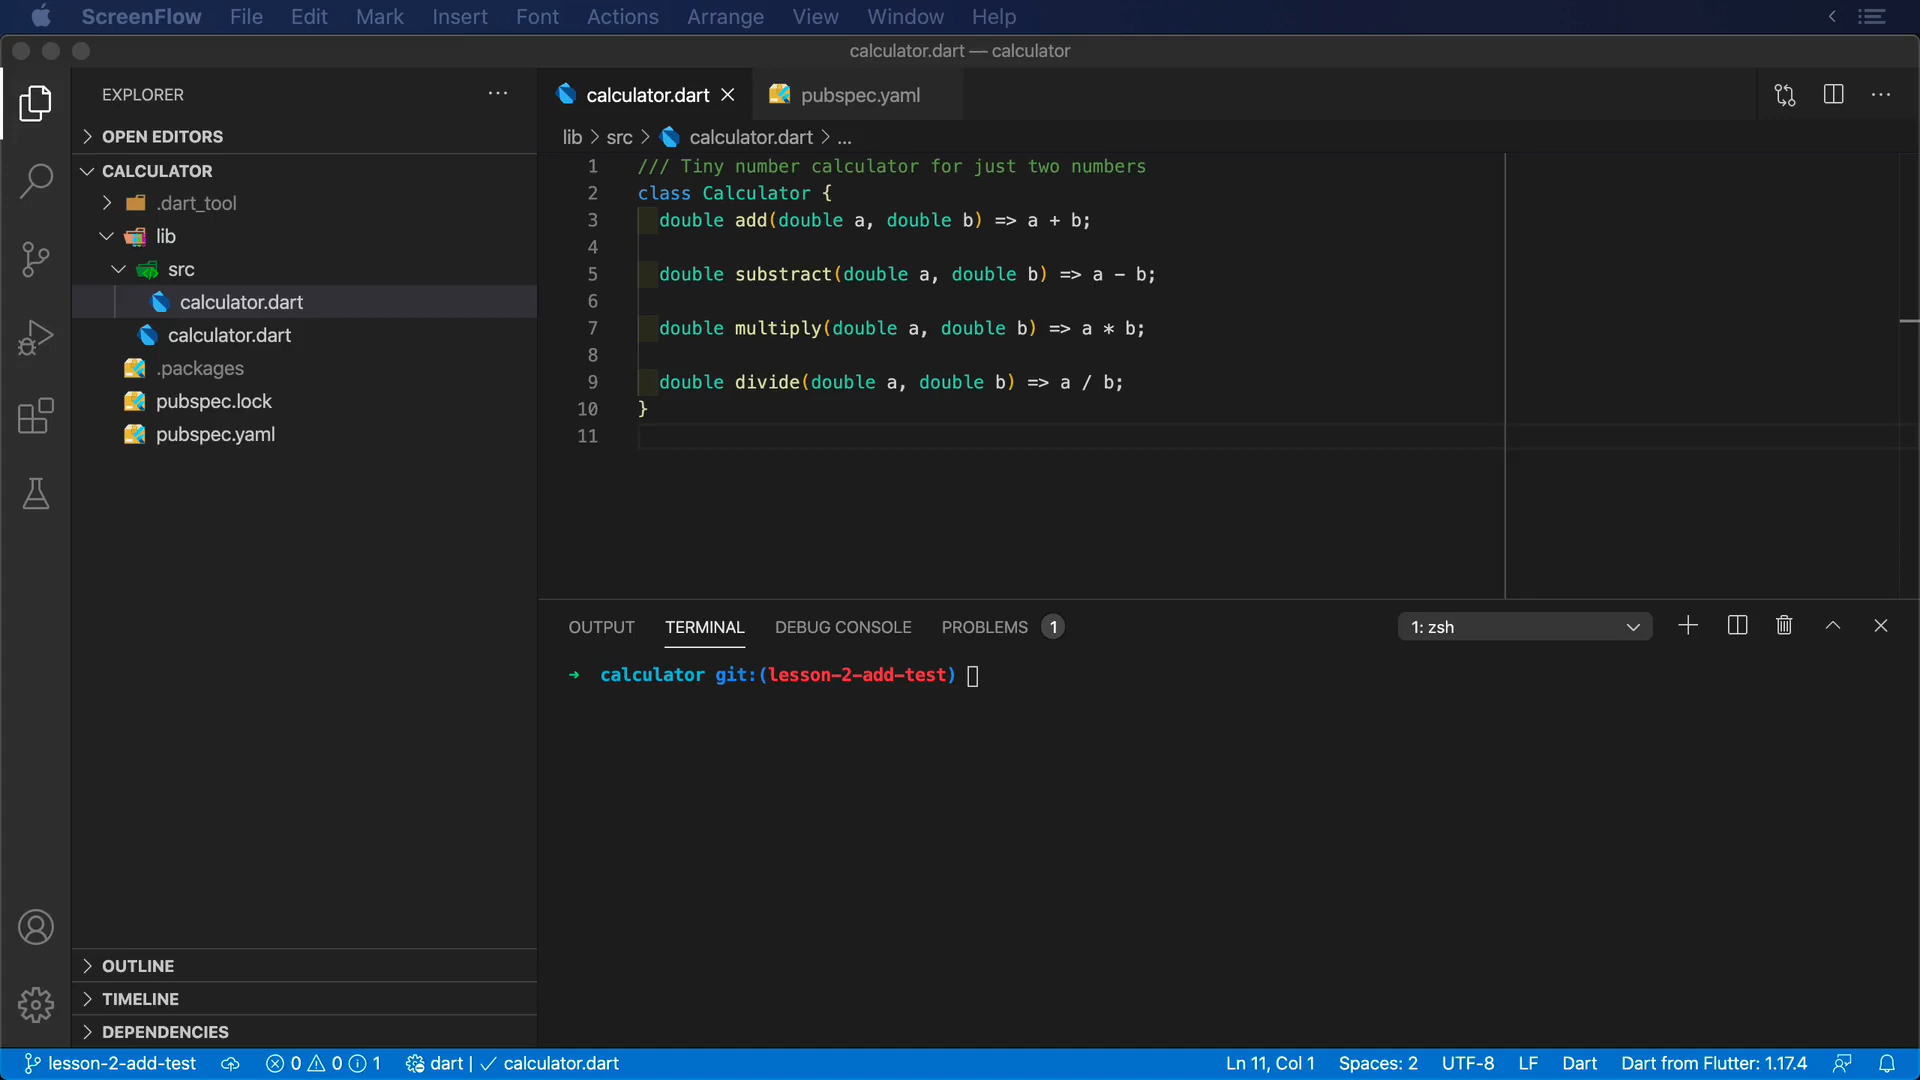 ScreenFlow File Edit Mark Insert Font Actions Arrange View Window Help
calculator.dart — calculator
EXPLORER
OPEN EDITORS
CALCULATOR
.dart_tool
lib
src
calculator.dart
calculator.dart
.packages
pubspec.lock
pubspec.yaml
OUTLINE
TIMELINE
DEPENDENCIES
calculator.dart pubspec.yaml
lib > src > calculator.dart > ...
1 /// Tiny number calculator for just two numbers
2 class Calculator {
3 double add(double a, double b) => a + b;
4
5 double substract(double a, double b) => a - b;
6
7 double multiply(double a, double b) => a * b;
8
9 double divide(double a, double b) => a / b;
10 }
11
OUTPUT TERMINAL DEBUG CONSOLE PROBLEMS 1
1: zsh
→ calculator git:(lesson-2-add-test)
lesson-2-add-test 0 0 1 dart | ✓ calculator.dart
Ln 11, Col 1 Spaces: 2 UTF-8 LF Dart Dart from Flutter: 1.17.4